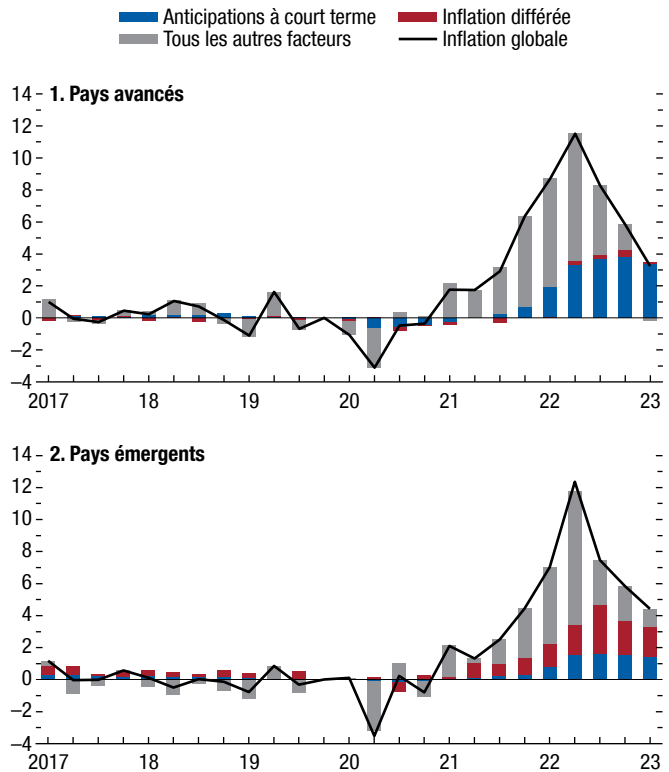 Anticipations à court terme
Inflation différée
Tous les autres facteurs
Inflation globale
1. Pays avancés
14
12
10
8
6
4
2
0
–2
–4
2017 18 19 20 21 22 23
2. Pays émergents
14
12
10
8
6
4
2
0
–2
–4
2017 18 19 20 21 22 23